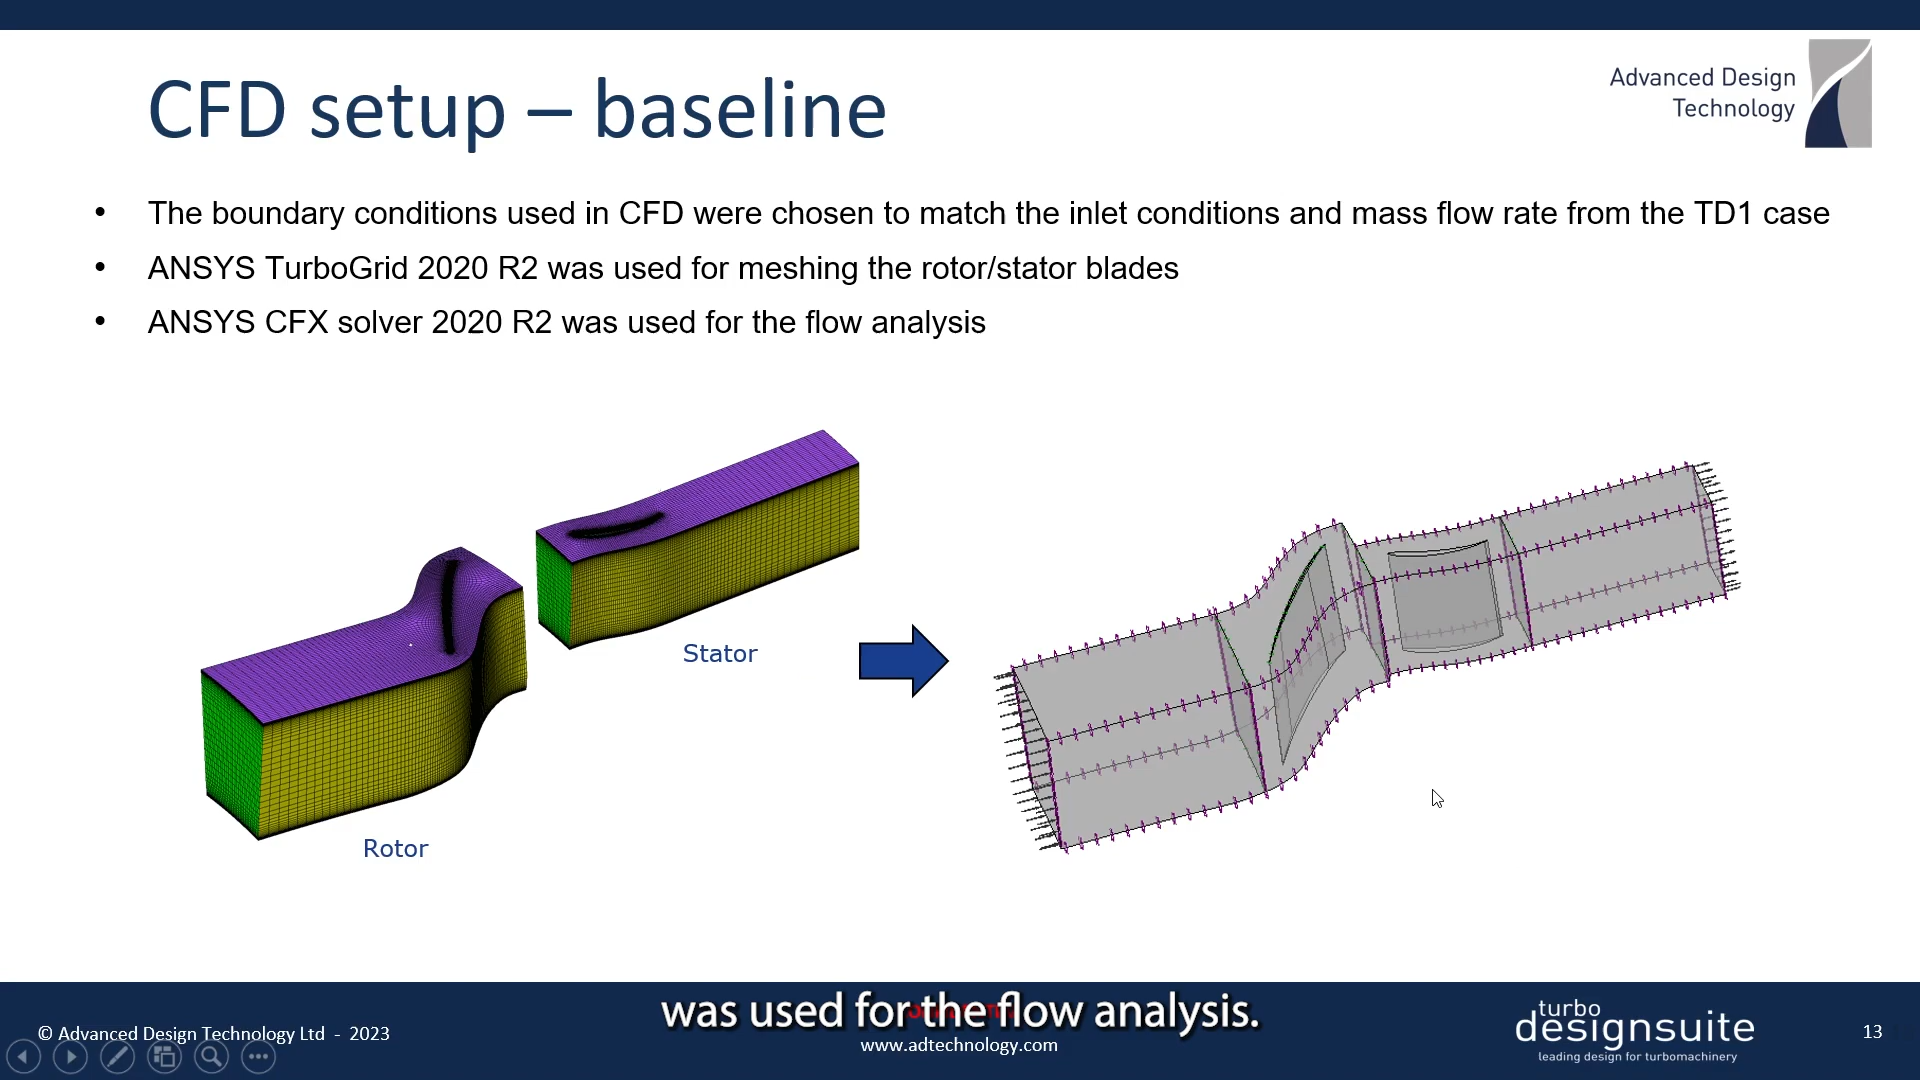 CFD setup – baseline
Advanced Design
Technology
• The boundary conditions used in CFD were chosen to match the inlet conditions and mass flow rate from the TD1 case
• ANSYS TurboGrid 2020 R2 was used for meshing the rotor/stator blades
• ANSYS CFX solver 2020 R2 was used for the flow analysis
Stator
Rotor
was used for the flow analysis.
© Advanced Design Technology Ltd - 2023
www.adtechnology.com
turbo
designsuite
leading design for turbomachinery
13